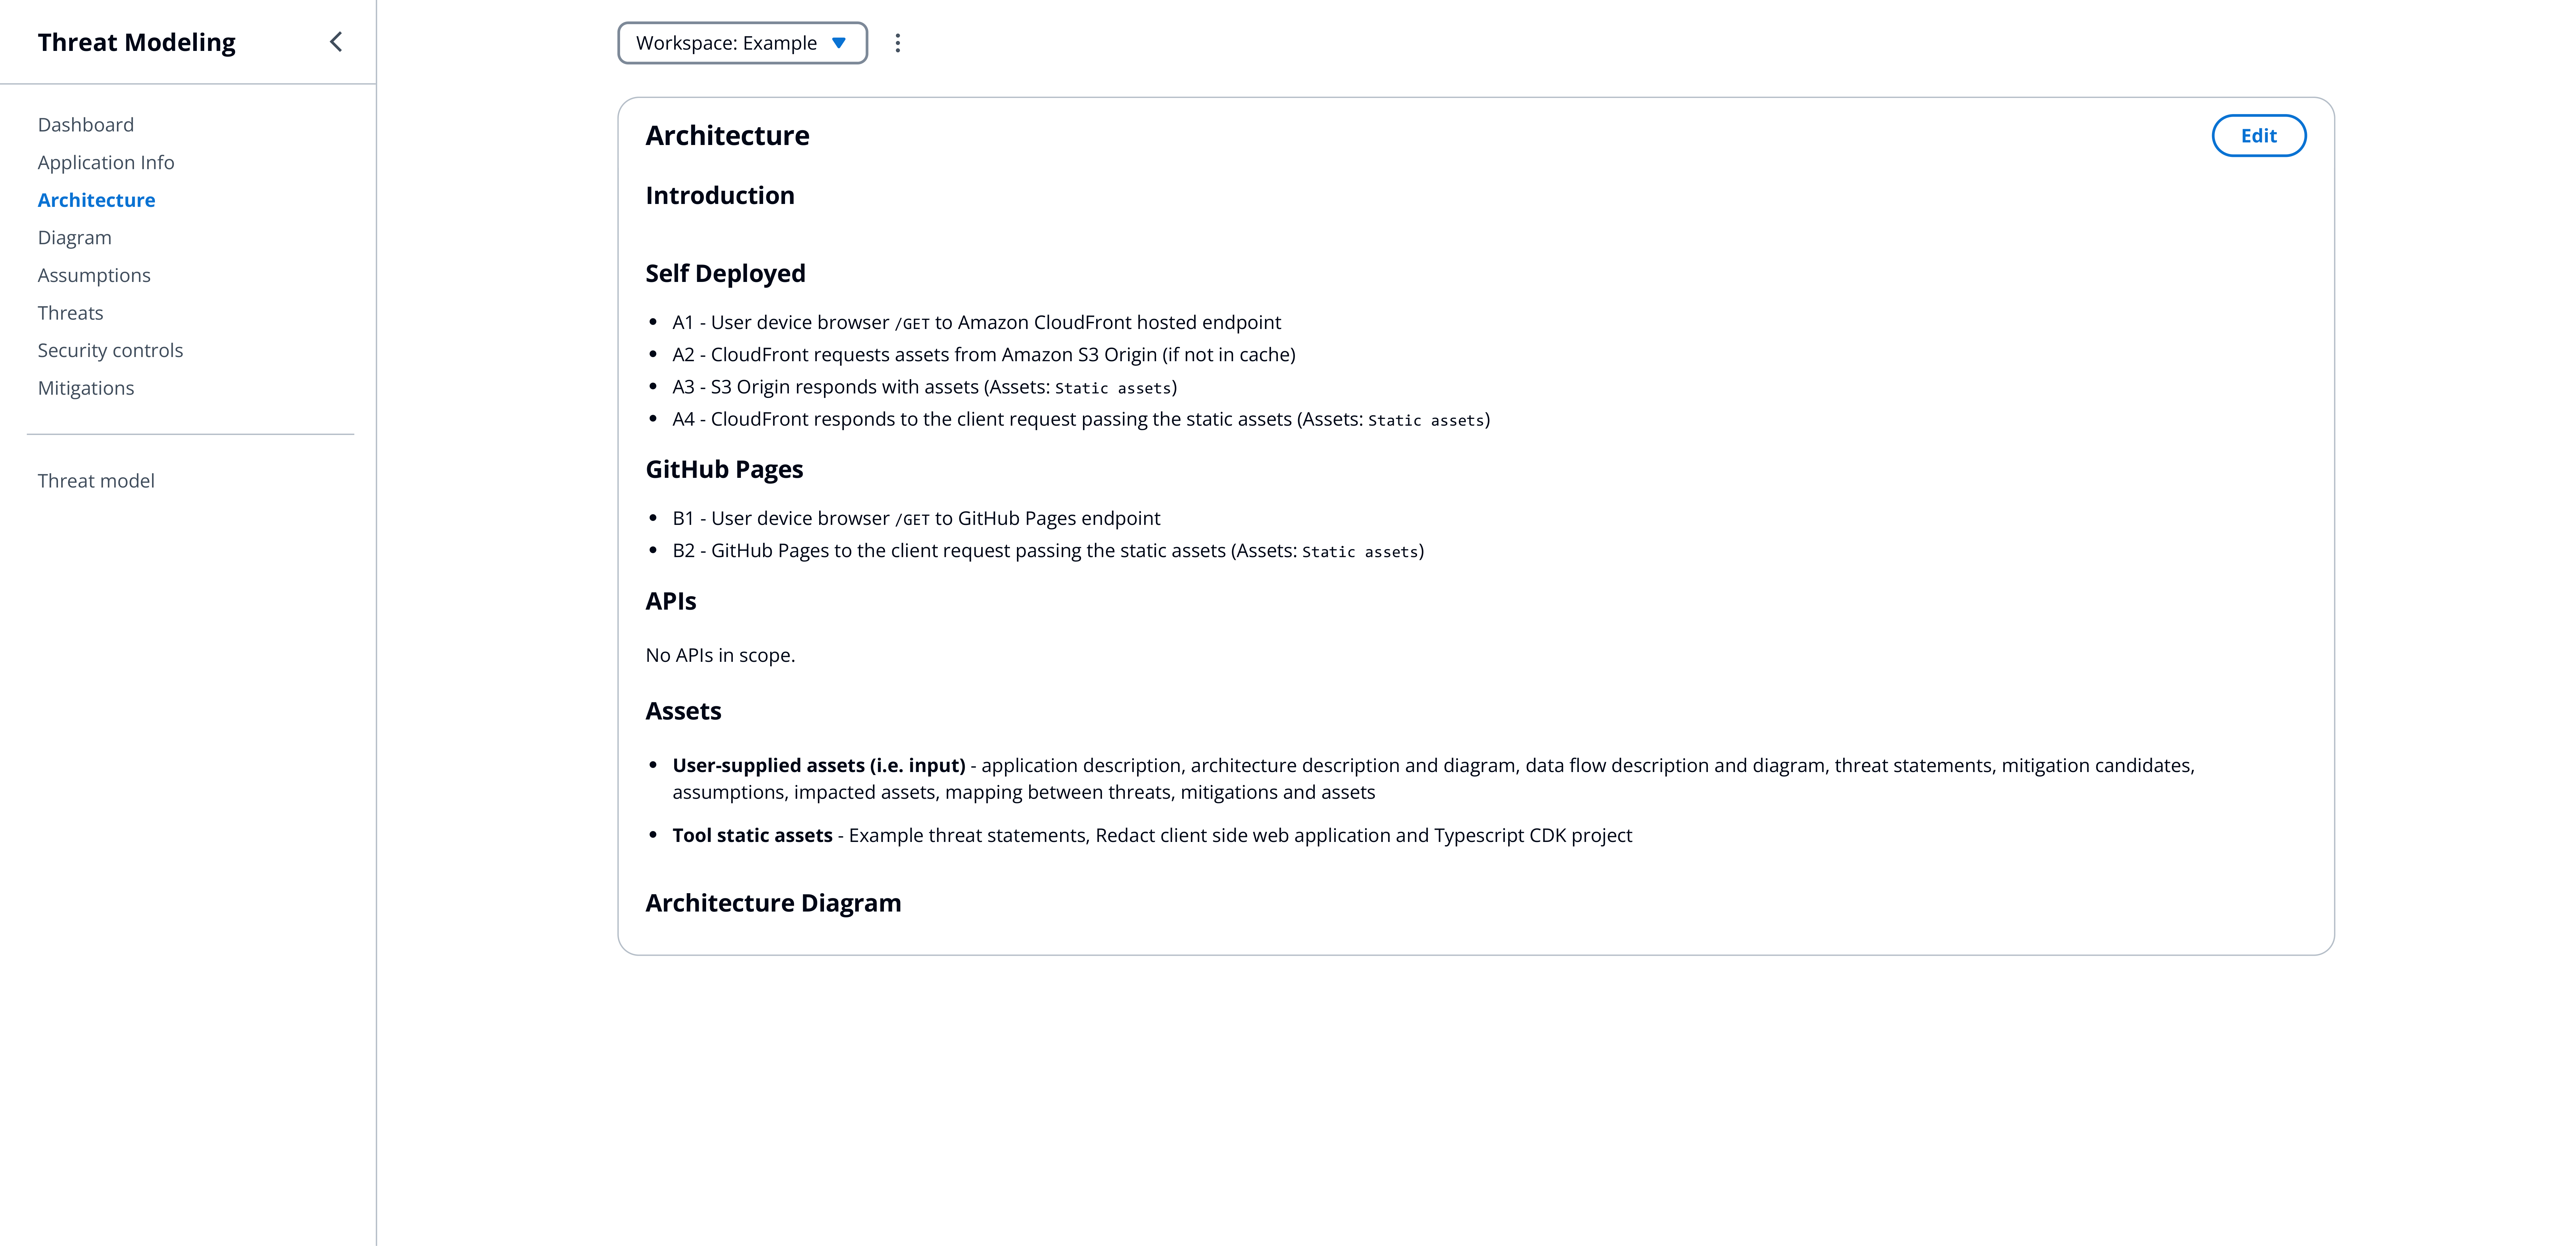 Threat Modeling
Dashboard
Application Info
Architecture
Diagram
Assumptions
Threats
Security controls
Mitigations
Threat model
Workspace: Example
Architecture
Edit
Introduction
Self Deployed
A1 - User device browser /GET to Amazon CloudFront hosted endpoint
A2 - CloudFront requests assets from Amazon S3 Origin (if not in cache)
A3 - S3 Origin responds with assets (Assets: Static assets)
A4 - CloudFront responds to the client request passing the static assets (Assets: Static assets)
GitHub Pages
B1 - User device browser /GET to GitHub Pages endpoint
B2 - GitHub Pages to the client request passing the static assets (Assets: Static assets)
APIs
No APIs in scope.
Assets
User-supplied assets (i.e. input) - application description, architecture description and diagram, data flow description and diagram, threat statements, mitigation candidates,
assumptions, impacted assets, mapping between threats, mitigations and assets
Tool static assets - Example threat statements, Redact client side web application and Typescript CDK project
Architecture Diagram